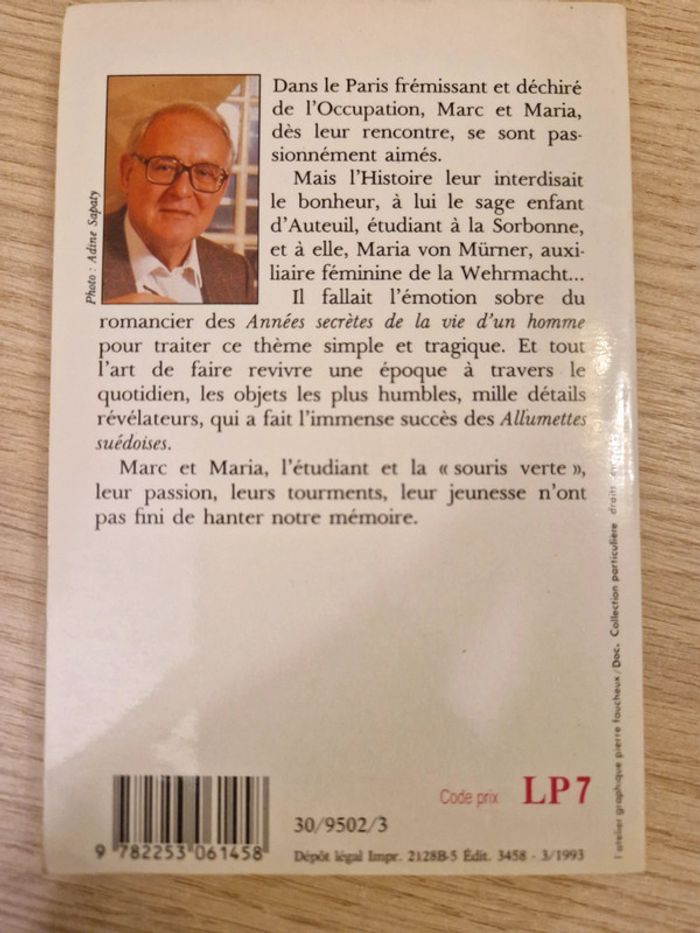 Dans le Paris frémissant et déchiré
de l'Occupation, Marc et Maria,
dès leur rencontre, se sont pas-
sionnément aimés.
Mais l'Histoire leur interdisait
le bonheur, à lui le sage enfant
d'Auteuil, étudiant à la Sorbonne,
et à elle, Maria von Mürner, auxi-
liaire féminine de la Wehrmacht...
Il fallait l'émotion sobre du
romancier des Années secrètes de la vie d'un homme
pour traiter ce thème simple et tragique. Et tout
l'art de faire revivre une époque à travers le
quotidien, les objets les plus humbles, mille détails
révélateurs, qui a fait l'immense succès des Allumettes
suédoises.
Marc et Maria, l'étudiant et la « souris verte »,
leur passion, leurs tourments, leur jeunesse n'ont
pas fini de hanter notre mémoire.
Photo : Adine Sapaty
l'atelier graphique pierre faucheux / Doc. Collection particulière droits
Code prix LP7
30/9502/3
9 782253 061458
Dépôt légal Impr. 2128B-5 Édit. 3458 - 3/1993